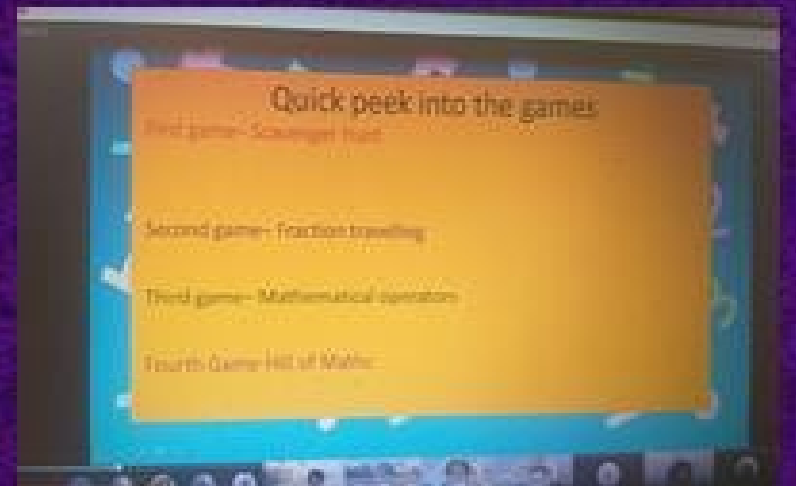 Quick peek into the games
First game- Scavenger Hunt
Second game- Fraction travelling
Third game- Mathematical operators
Fourth Game-Hill of Maths